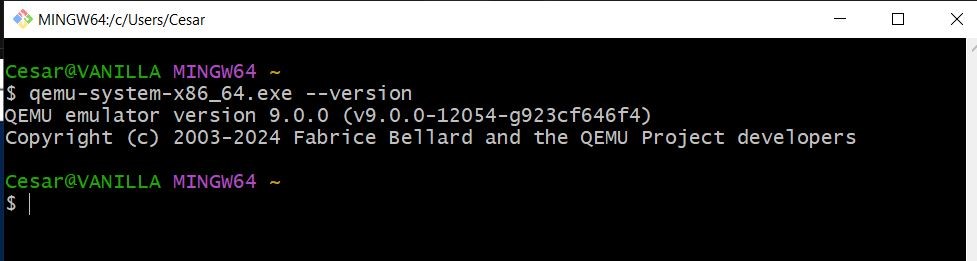 MINGW64:/c/Users/Cesar
Cesar@VANILLA MINGW64 ~
$ qemu-system-x86_64.exe --version
QEMU emulator version 9.0.0 (v9.0.0-12054-g923cf646f4)
Copyright (c) 2003-2024 Fabrice Bellard and the QEMU Project developers
Cesar@VANILLA MINGW64 ~
$